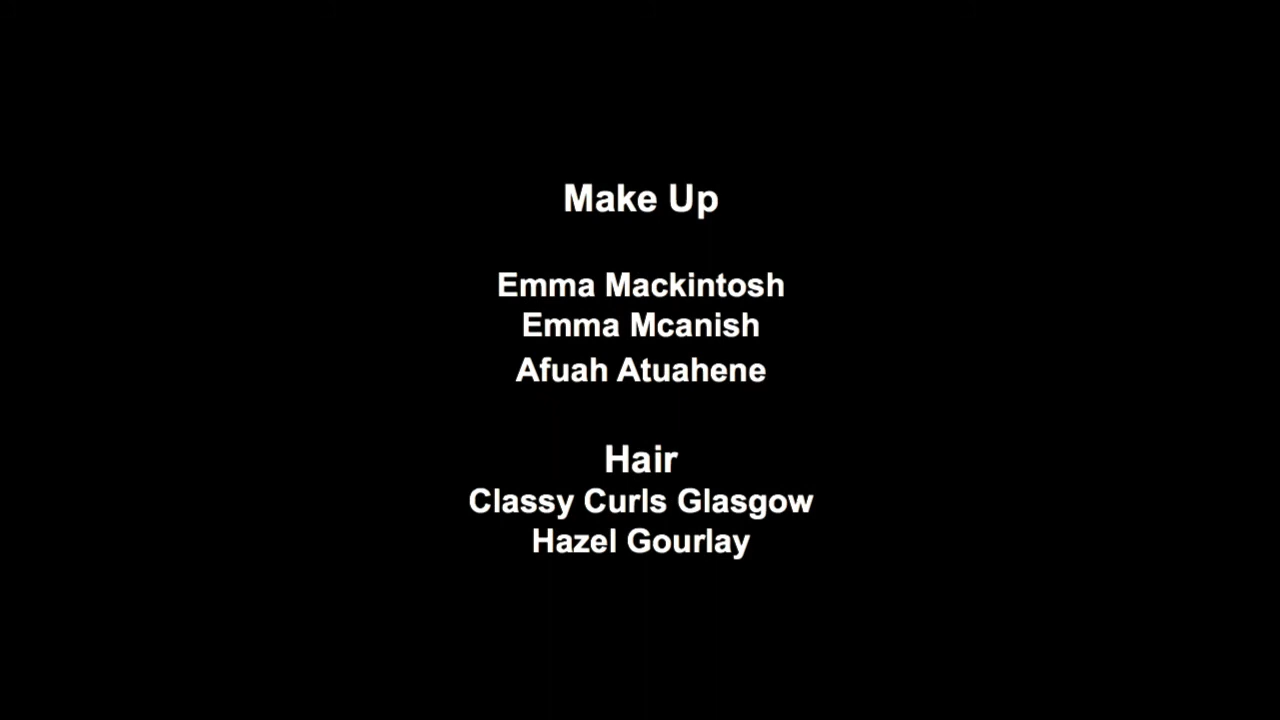 Make Up
Emma Mackintosh
Emma Mcanish
Afuah Atuahene
Hair
Classy Curls Glasgow
Hazel Gourlay